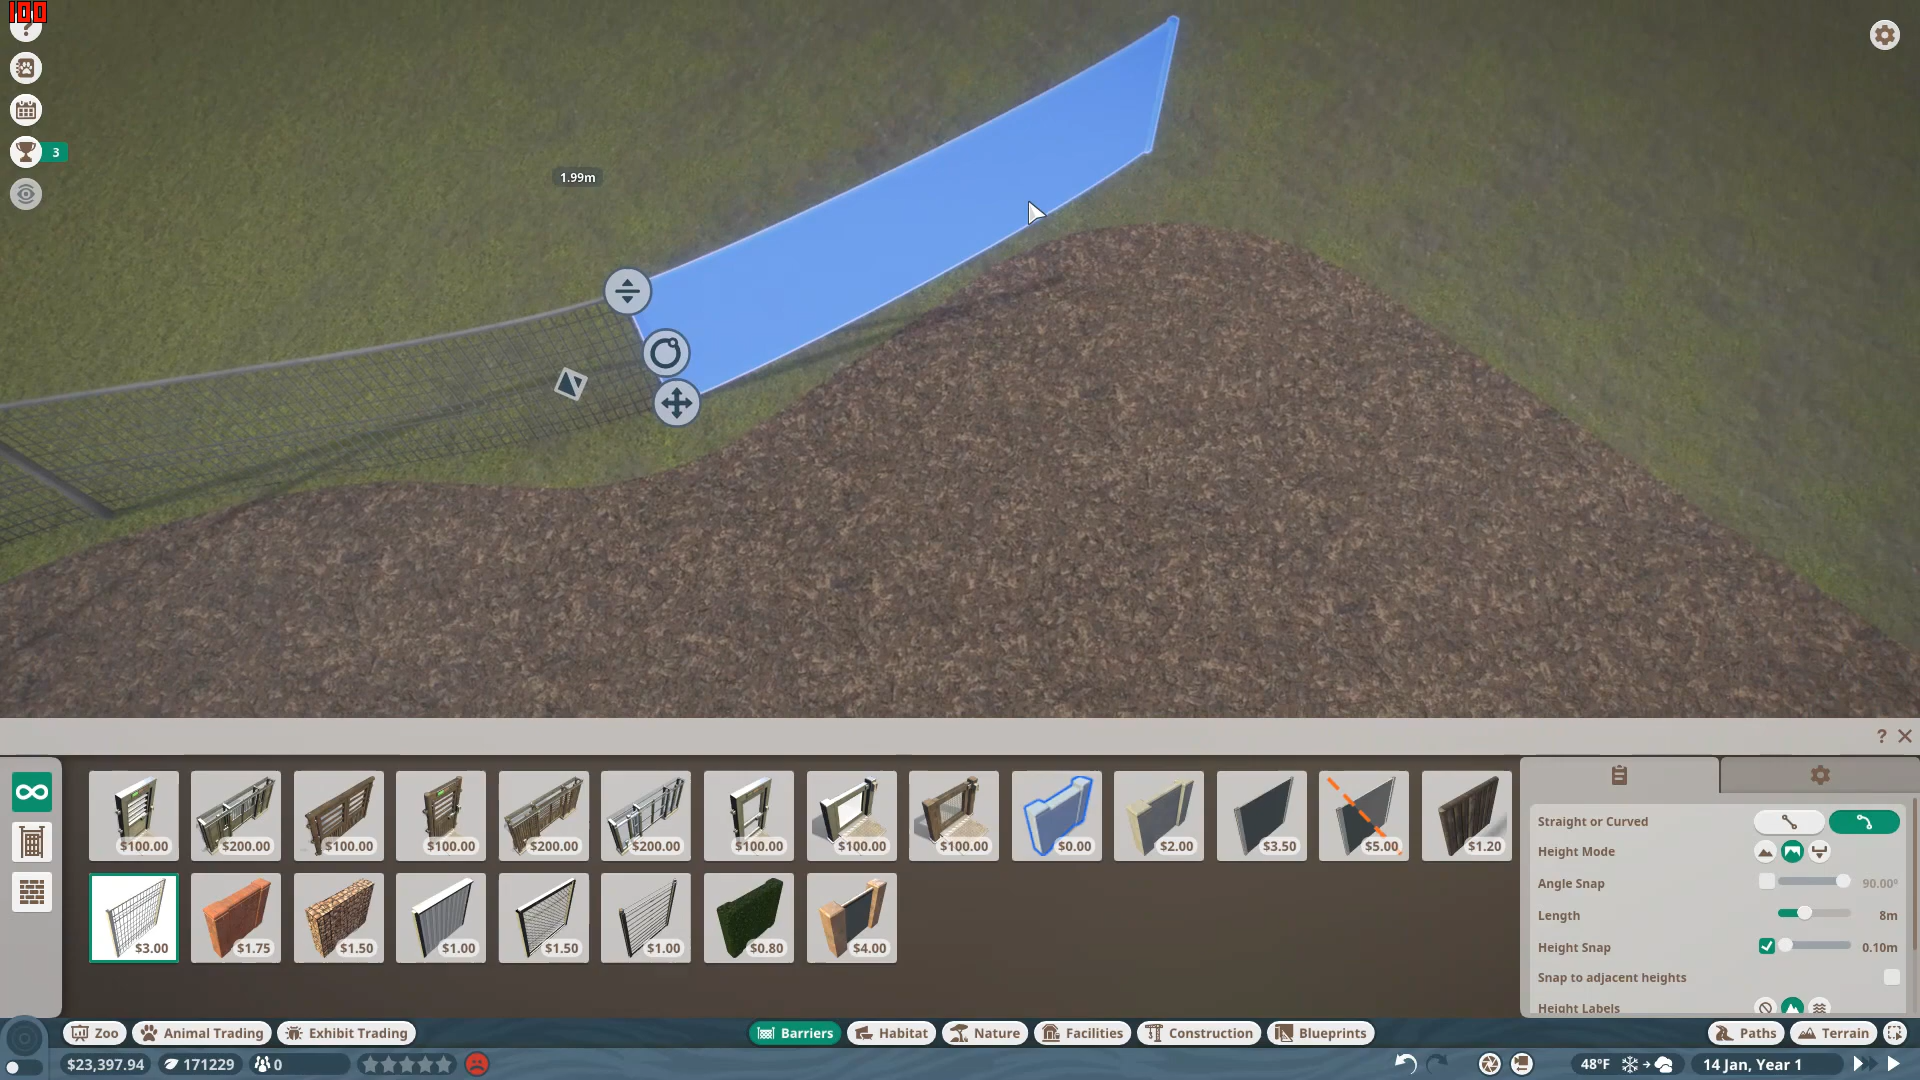 100
?
3
1.99m
?
$100.00
$200.00
$100.00
$100.00
$200.00
$200.00
$100.00
$100.00
$100.00
$0.00
$2.00
$3.50
$5.00
$1.20
$3.00
$1.75
$1.50
$1.00
$1.50
$1.00
$0.80
$4.00
Straight or Curved
Height Mode
Angle Snap 90.00°
Length 8m
Height Snap 0.10m
Snap to adjacent heights
Height Labels
Zoo Animal Trading Exhibit Trading Barriers Habitat Nature Facilities Construction Blueprints Paths Terrain
$23,397.94 171229 0 48°F 14 Jan, Year 1